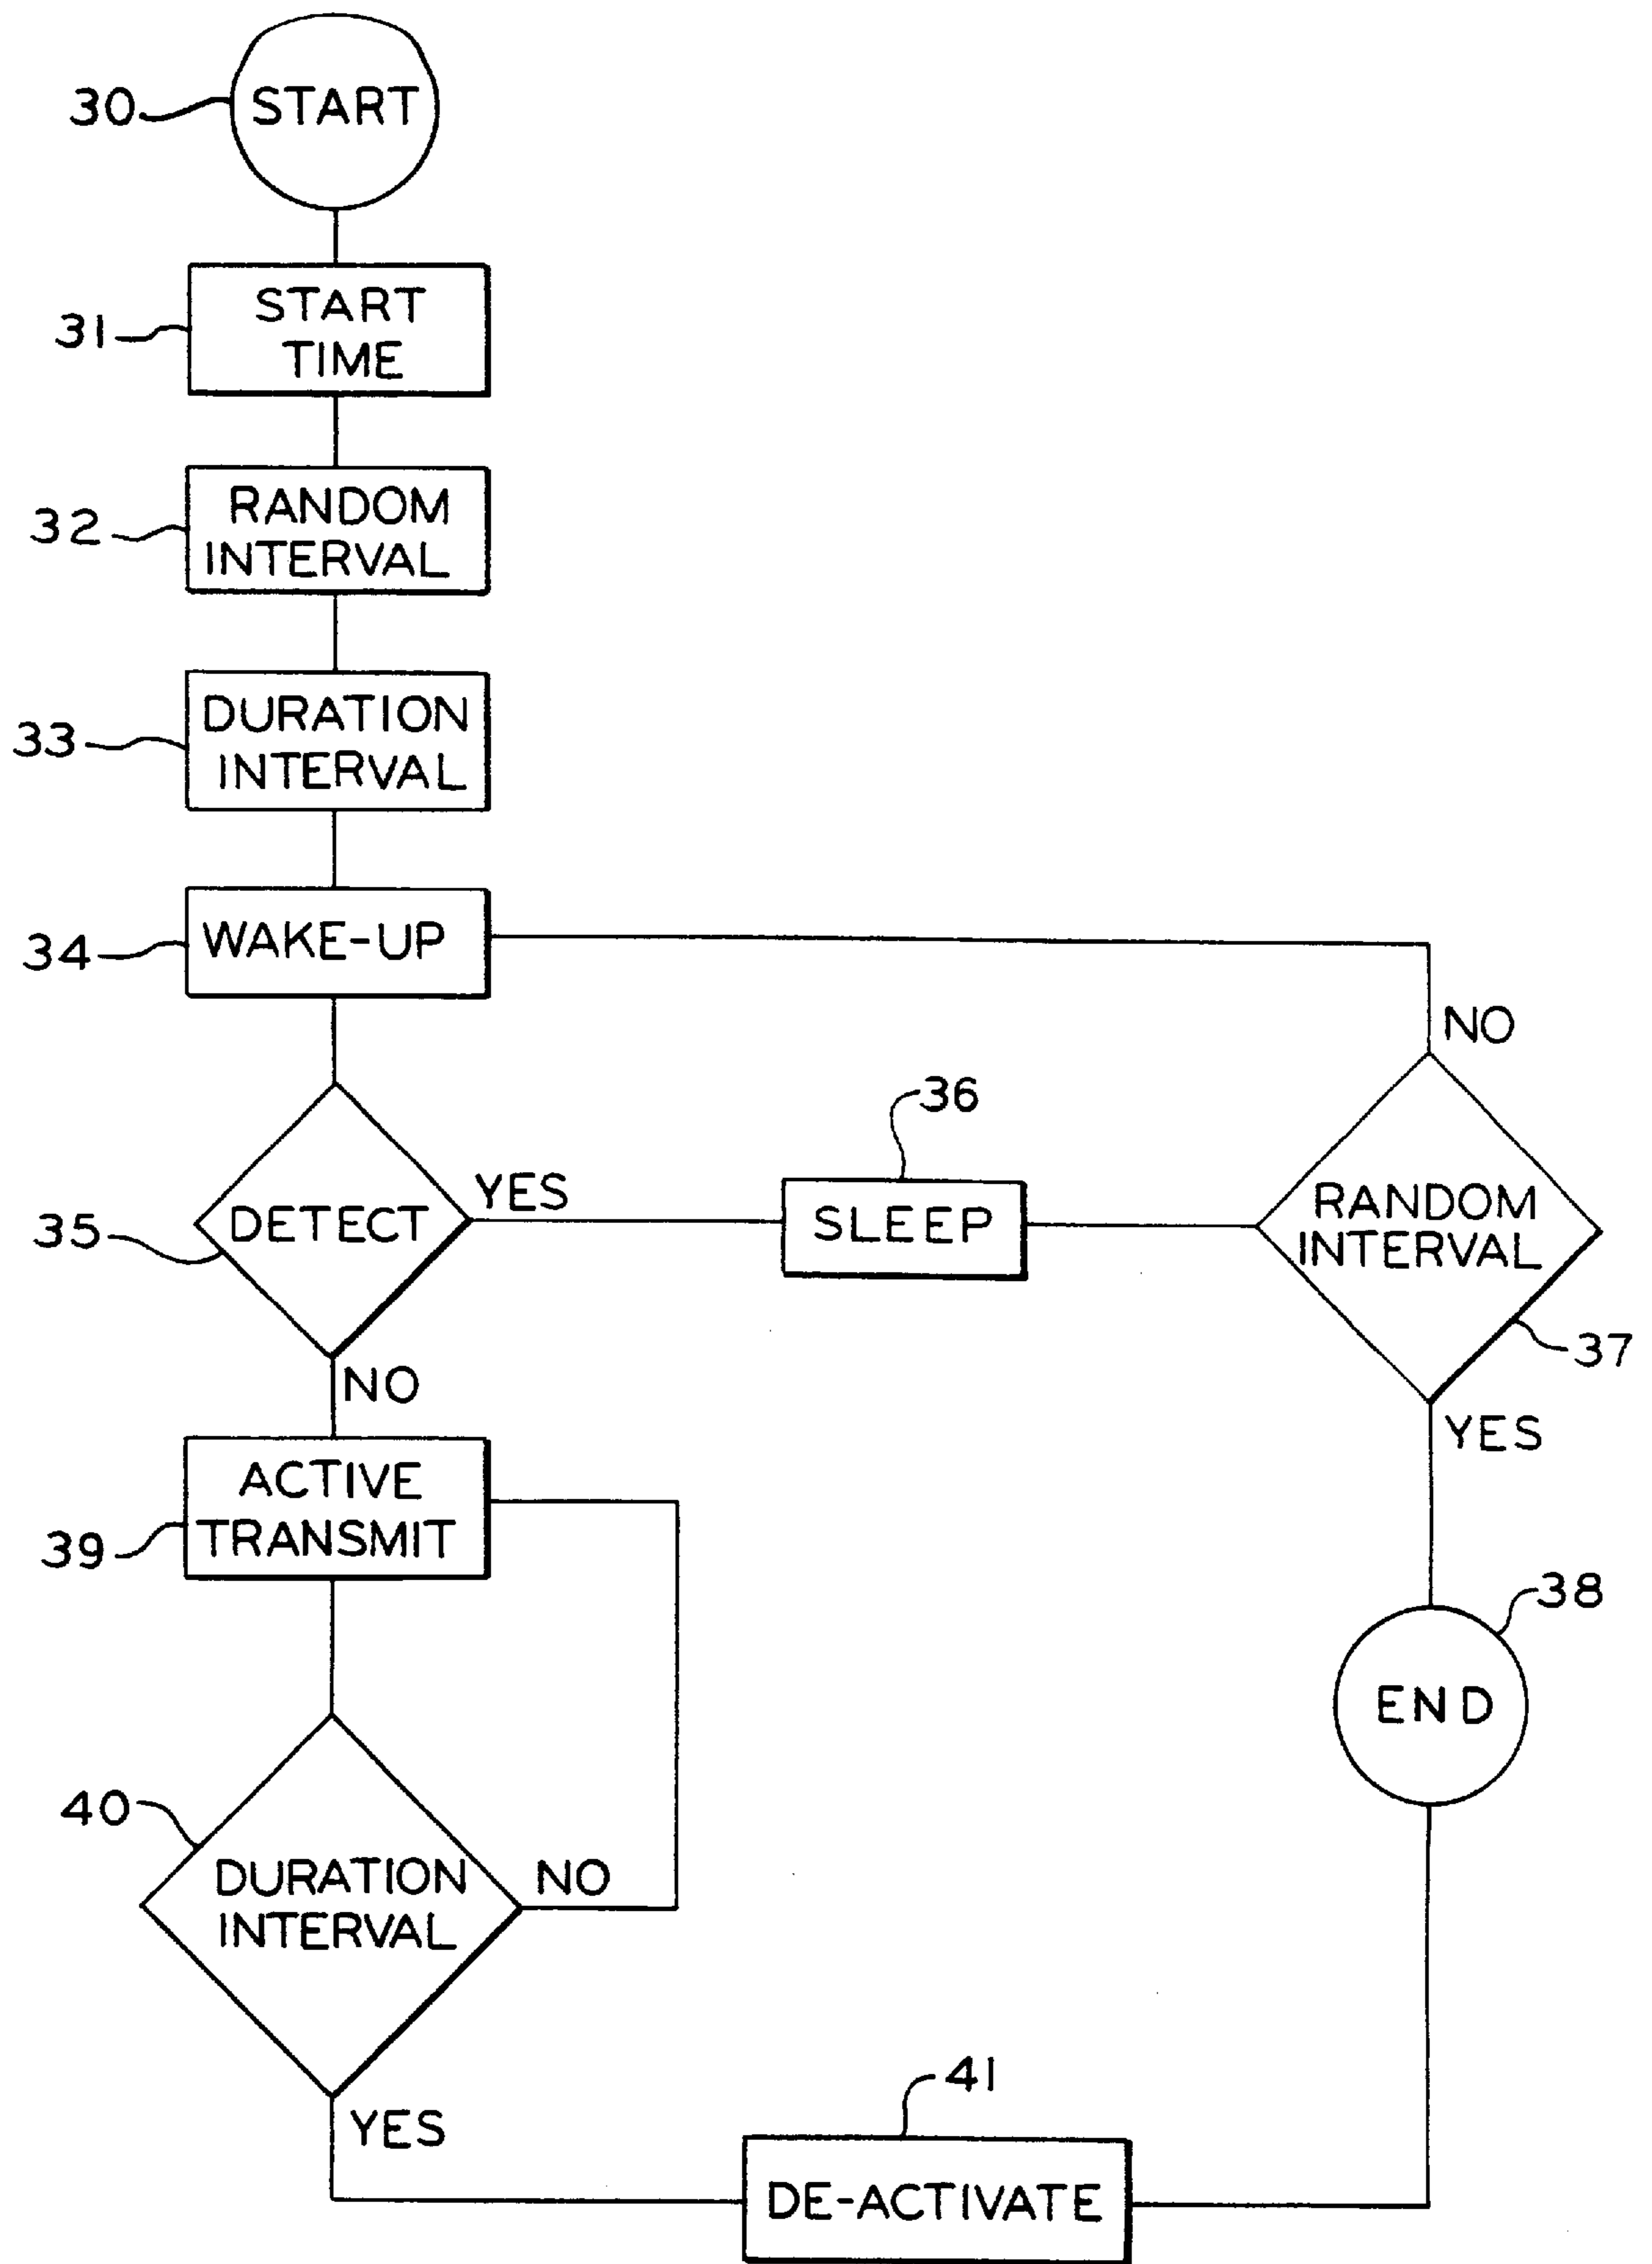 30 START
31 START
TIME
32 RANDOM
INTERVAL
33 DURATION
INTERVAL
34 WAKE-UP
NO
36
35 DETECT YES SLEEP RANDOM
INTERVAL
37
NO
YES
39 ACTIVE
TRANSMIT
38
END
40
DURATION NO
INTERVAL
41
YES
DE-ACTIVATE